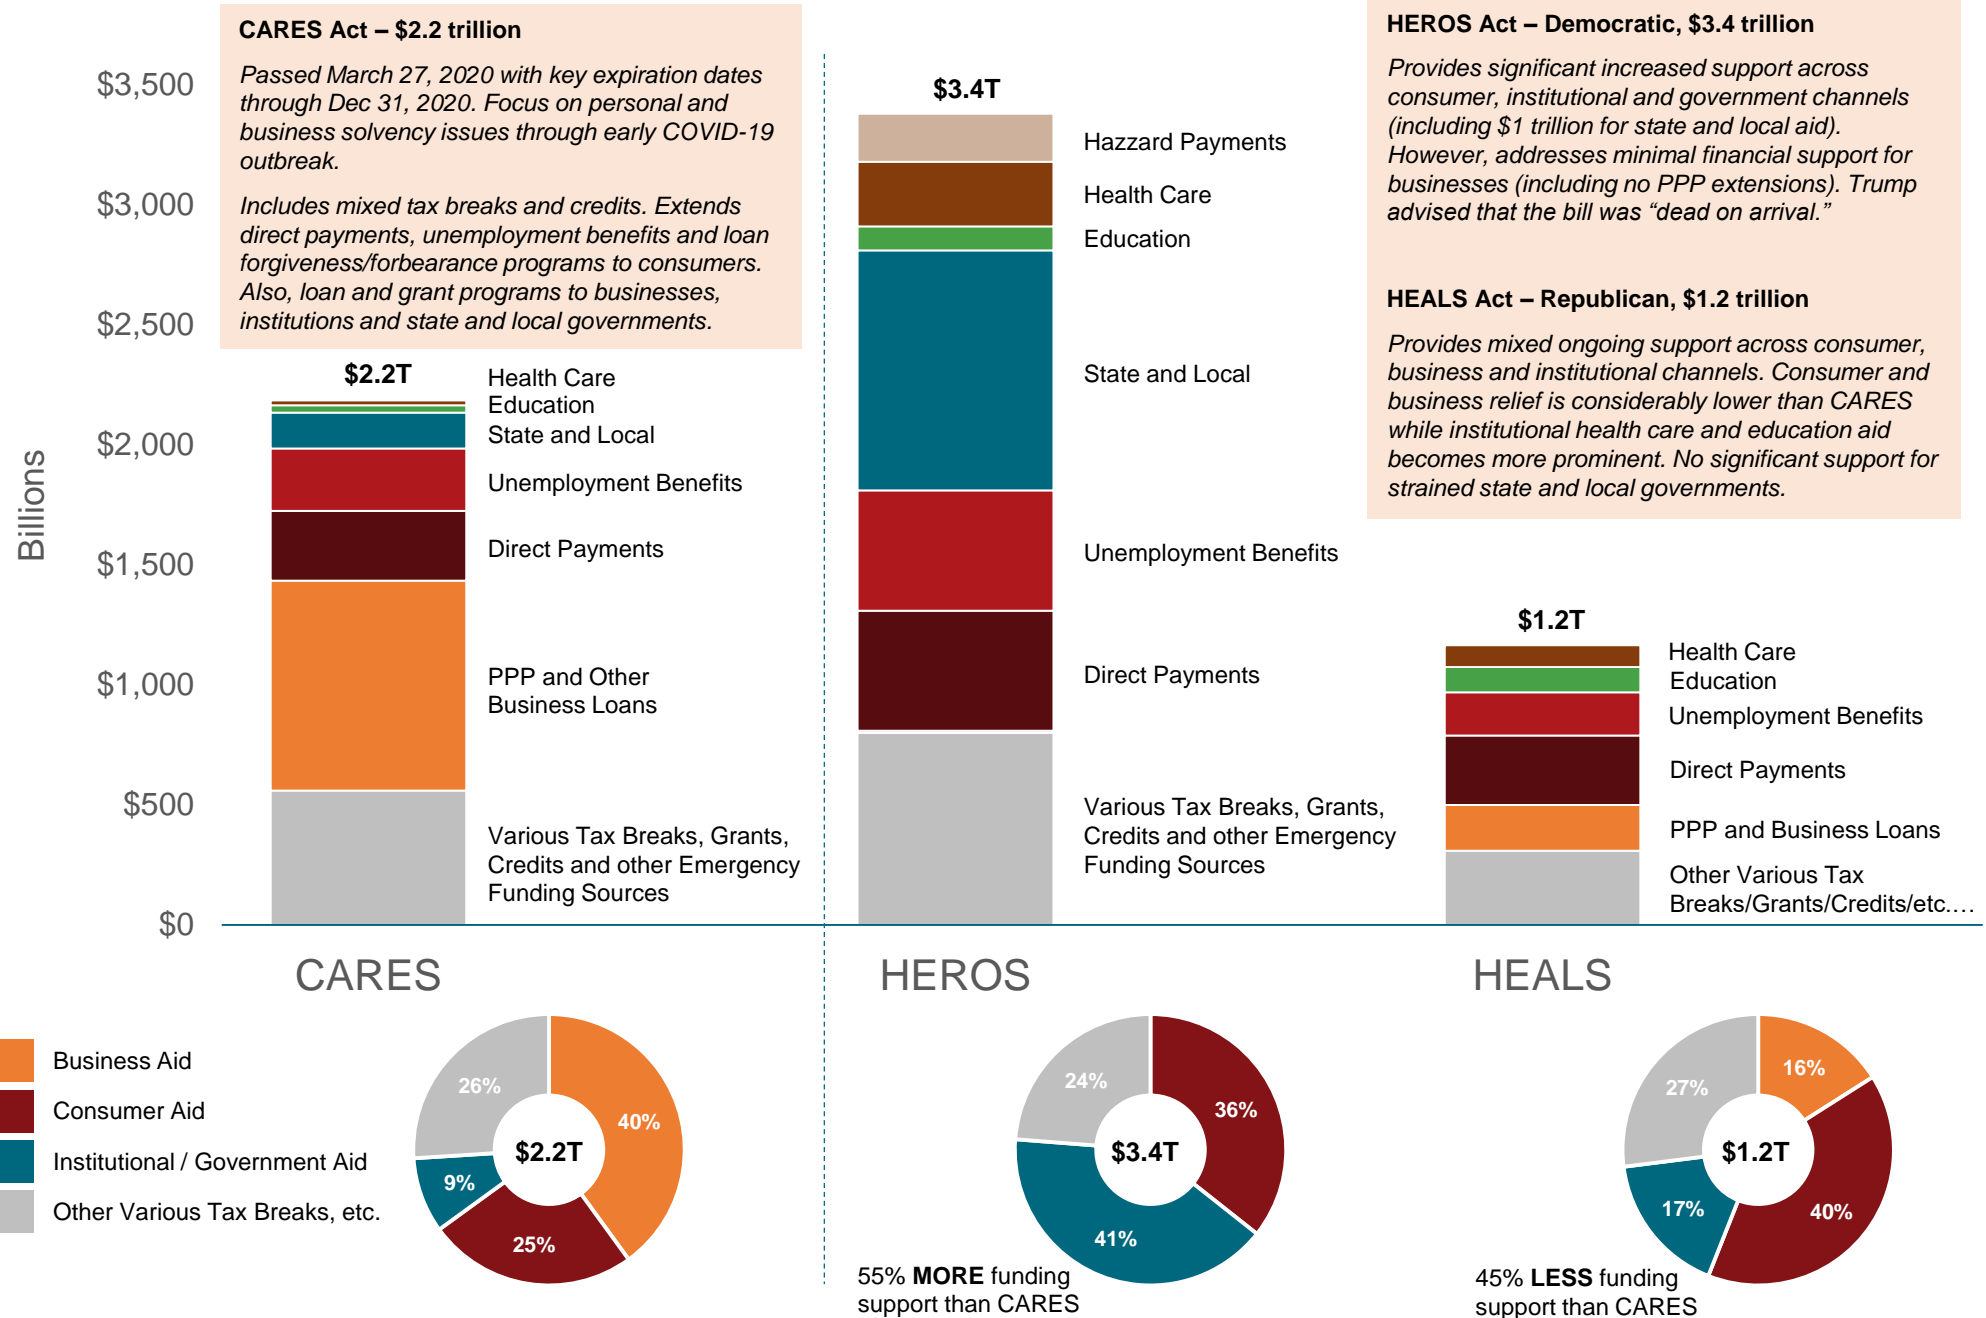 CARES Act – $2.2 trillion
Passed March 27, 2020 with key expiration dates
through Dec 31, 2020. Focus on personal and
business solvency issues through early COVID-19
outbreak.
Includes mixed tax breaks and credits. Extends
direct payments, unemployment benefits and loan
forgiveness/forbearance programs to consumers.
Also, loan and grant programs to businesses,
institutions and state and local governments.
HEROS Act – Democratic, $3.4 trillion
Provides significant increased support across
consumer, institutional and government channels
(including $1 trillion for state and local aid).
However, addresses minimal financial support for
businesses (including no PPP extensions). Trump
advised that the bill was “dead on arrival.”
HEALS Act – Republican, $1.2 trillion
Provides mixed ongoing support across consumer,
business and institutional channels. Consumer and
business relief is considerably lower than CARES
while institutional health care and education aid
becomes more prominent. No significant support for
strained state and local governments.
Billions
$3,500
$3,000
$2,500
$2,000
$1,500
$1,000
$500
$0
$2.2T
Health Care
Education
State and Local
Unemployment Benefits
Direct Payments
PPP and Other
Business Loans
Various Tax Breaks, Grants,
Credits and other Emergency
Funding Sources
$3.4T
Hazzard Payments
Health Care
Education
State and Local
Unemployment Benefits
Direct Payments
Various Tax Breaks, Grants,
Credits and other Emergency
Funding Sources
$1.2T
Health Care
Education
Unemployment Benefits
Direct Payments
PPP and Business Loans
Other Various Tax
Breaks/Grants/Credits/etc.…
CARES
HEROS
HEALS
Business Aid
Consumer Aid
Institutional / Government Aid
Other Various Tax Breaks, etc.
26%
40%
$2.2T
9%
25%
24%
36%
$3.4T
41%
55% MORE funding
support than CARES
16%
27%
$1.2T
17%
40%
45% LESS funding
support than CARES